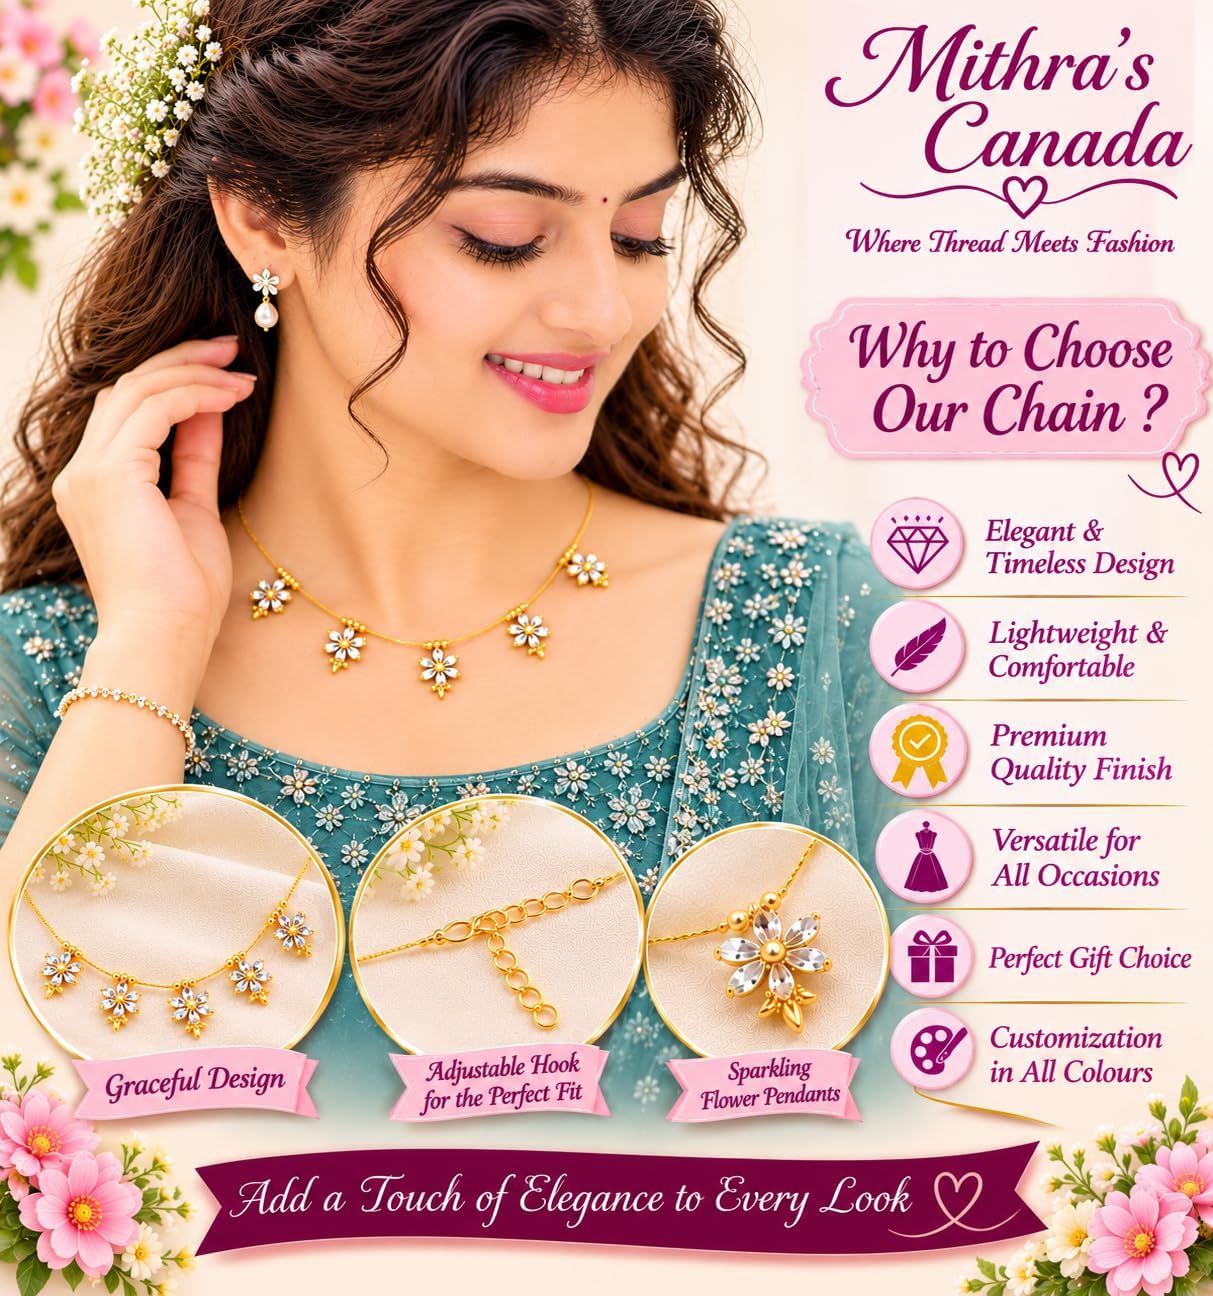 Mithra's
Canada
Where Thread Meets Fashion
Why to Choose
Our Chain ?
Elegant &
Timeless Design
Lightweight &
Comfortable
Premium
Quality Finish
Versatile for
All Occasions
Perfect Gift Choice
Customization
in All Colours
Graceful Design
Adjustable Hook
for the Perfect Fit
Sparkling
Flower Pendants
Add a Touch of Elegance to Every Look